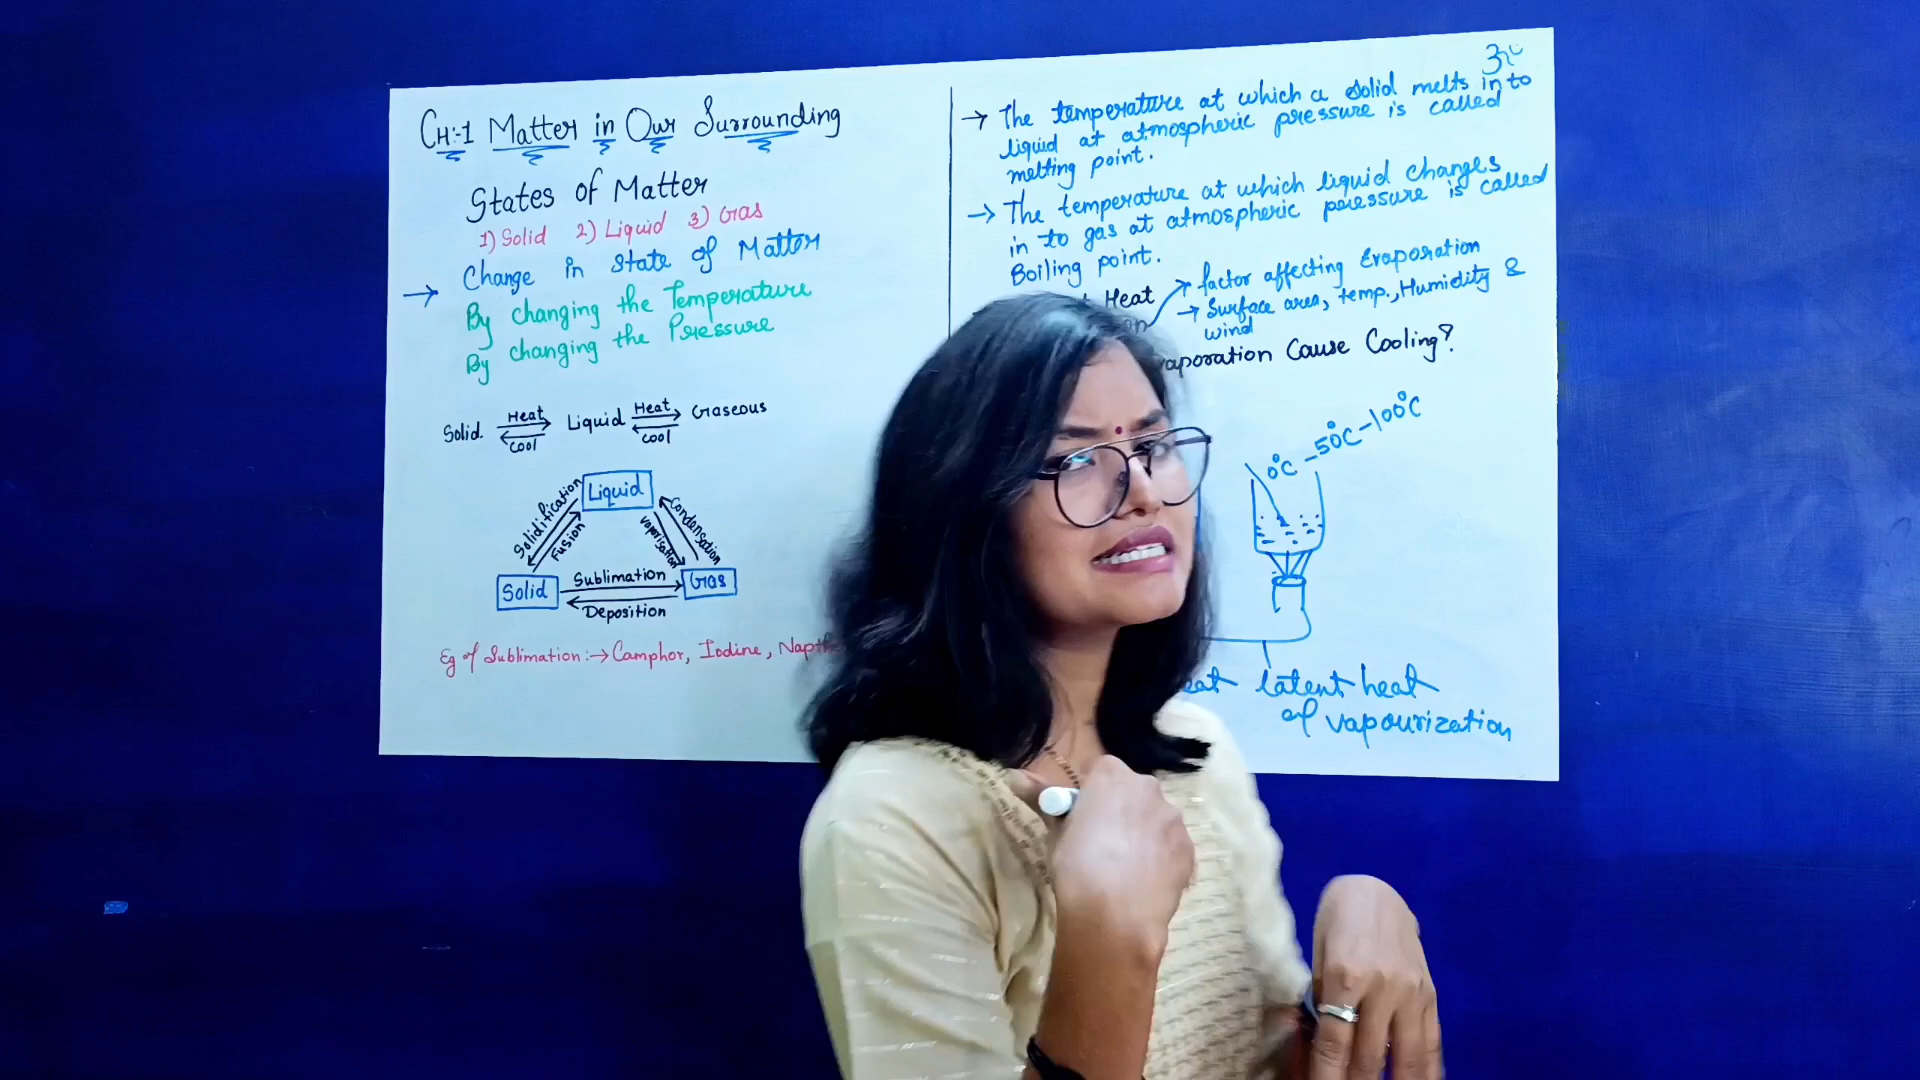 CH:-1 Matter in Our Surrounding
States of Matter
1) Solid 2) Liquid 3) Gas
→ Change in State of Matter
By changing the Temperature
By changing the Pressure
Solid Heat Cool Liquid Heat Cool Gaseous
Liquid
Solidification
Fusion
Vaporisation
Condensation
Solid
Sublimation
Gas
Deposition
Eg of Sublimation:→ Camphor, Iodine,
→ The temperature at which a solid melts in to
liquid at atmospheric pressure is called
melting point.
→ The temperature at which liquid changes
in to gas at atmospheric pressure is called
Boiling point.
Heat
→ factor affecting Evaporation
→ Surface area, temp., Humidity &
wind
Cause Cooling?
0°C - 50°C - 100°C
latent heat
of vapourization